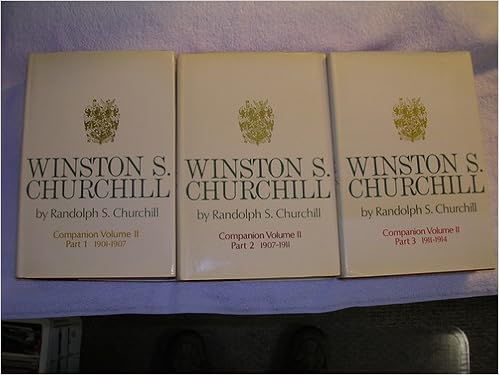 WINSTON S.
CHURCHILL
by Randolph S. Churchill
Companion Volume II
Part 1 1901-1907
WINSTON S.
CHURCHILL
by Randolph S. Churchill
Companion Volume II
Part 2 1907-1911
WINSTON S.
CHURCHILL
by Randolph S. Churchill
Companion Volume II
Part 3 1911-1914